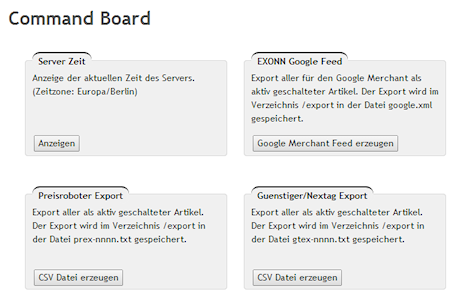 Command Board
Server Zeit
Anzeige der aktuellen Zeit des Servers.
(Zeitzone: Europa/Berlin)
Anzeigen
EXONN Google Feed
Export aller für den Google Merchant als
aktiv geschalteter Artikel. Der Export wird im
Verzeichnis /export in der Datei google.xml
gespeichert.
Google Merchant Feed erzeugen
Preisroboter Export
Export aller als aktiv geschalteter Artikel.
Der Export wird im Verzeichnis /export in
der Datei prex-nnnn.txt gespeichert.
CSV Datei erzeugen
Guenstiger/Nextag Export
Export aller als aktiv geschalteter Artikel.
Der Export wird im Verzeichnis /export in
der Datei gtex-nnnn.txt gespeichert.
CSV Datei erzeugen